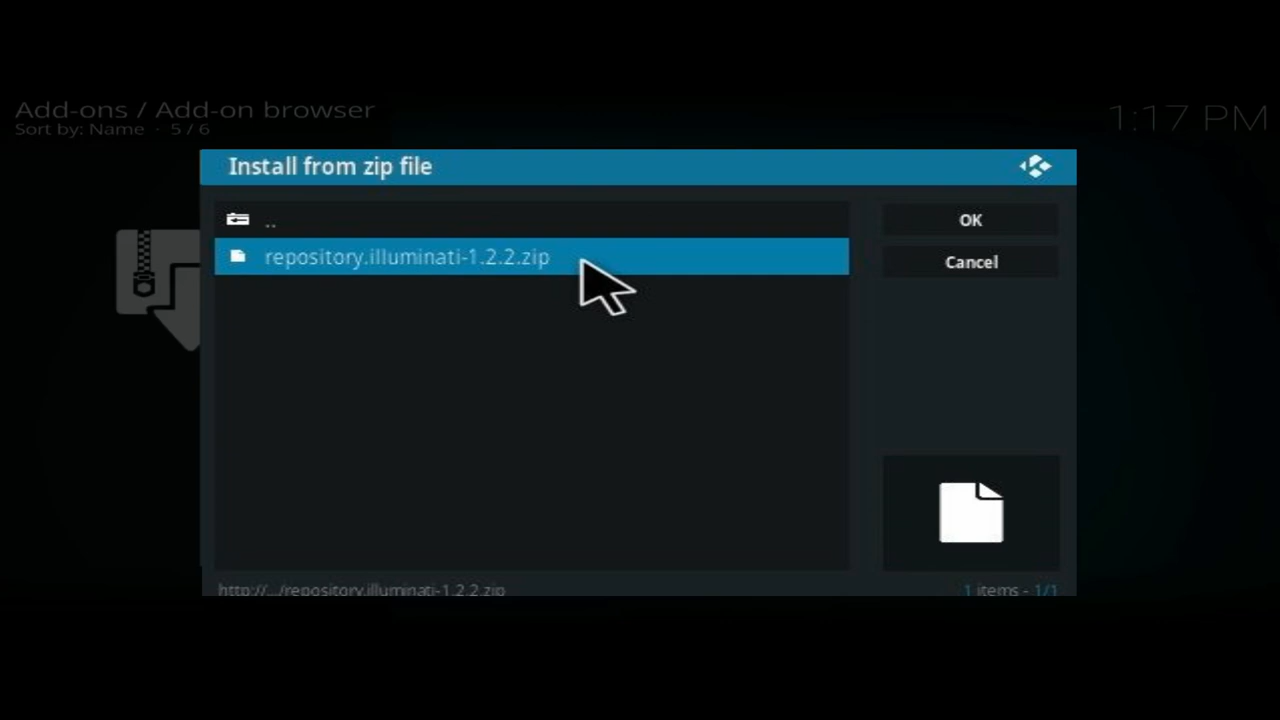 Add-ons / Add-on browser
Sort by: Name · 5 / 6
1:17 PM
Install from zip file
..
repository.illuminati-1.2.2.zip
OK
Cancel
http://.../repository.illuminati-1.2.2.zip
1 items - 1/1